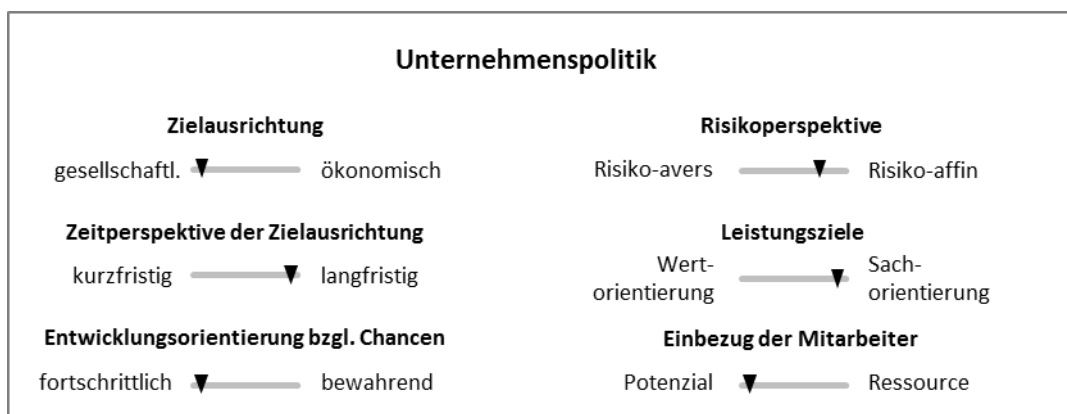 Unternehmenspolitik
Zielausrichtung
gesellschaftl. ökonomisch
Zeitperspektive der Zielausrichtung
kurzfristig langfristig
Entwicklungsorientierung bzgl. Chancen
fortschrittlich bewahrend
Risikoperspektive
Risiko-avers Risiko-affin
Leistungsziele
Wert-
orientierung
Sach-
orientierung
Einbezug der Mitarbeiter
Potenzial Ressource